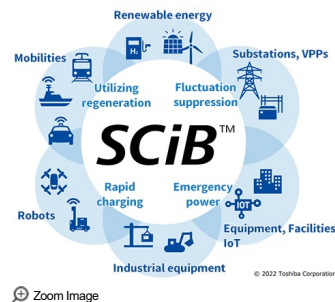 Renewable energy
H₂
Mobilities
Substations, VPPs
Utilizing
regeneration
Fluctuation
suppression
SCiB™
Rapid
charging
Emergency
power
IOT
Robots
Equipment, Facilities
IoT
Industrial equipment
© 2022 Toshiba Corporation
Zoom Image